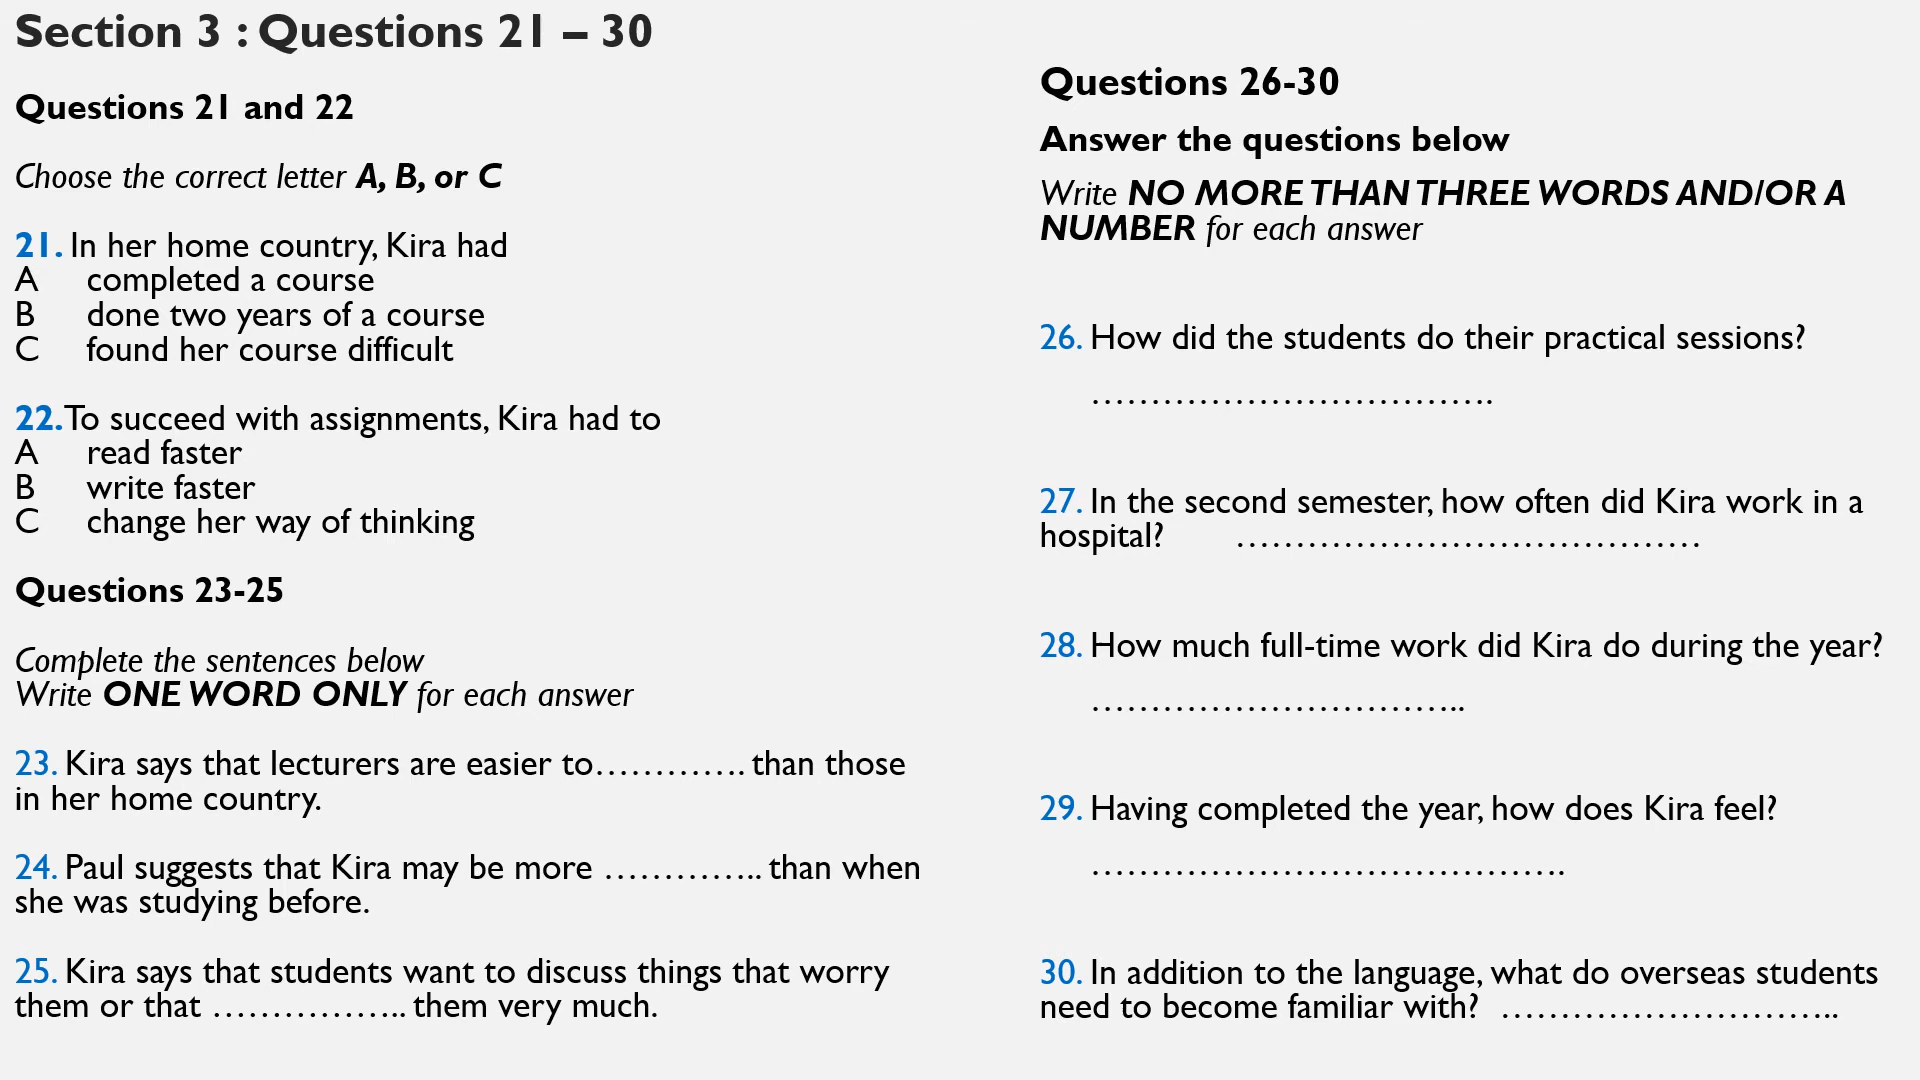 Section 3 : Questions 21 – 30
Questions 21 and 22
Choose the correct letter A, B, or C
21. In her home country, Kira had
A completed a course
B done two years of a course
C found her course difficult
22. To succeed with assignments, Kira had to
A read faster
B write faster
C change her way of thinking
Questions 23-25
Complete the sentences below
Write ONE WORD ONLY for each answer
23. Kira says that lecturers are easier to…………. than those
in her home country.
24. Paul suggests that Kira may be more ………….. than when
she was studying before.
25. Kira says that students want to discuss things that worry
them or that …………….. them very much.
Questions 26-30
Answer the questions below
Write NO MORE THAN THREE WORDS AND/OR A
NUMBER for each answer
26. How did the students do their practical sessions?
…………………………….
27. In the second semester, how often did Kira work in a
hospital? …………………………………
28. How much full-time work did Kira do during the year?
…………………………..
29. Having completed the year, how does Kira feel?
………………………………….
30. In addition to the language, what do overseas students
need to become familiar with? ………………………..